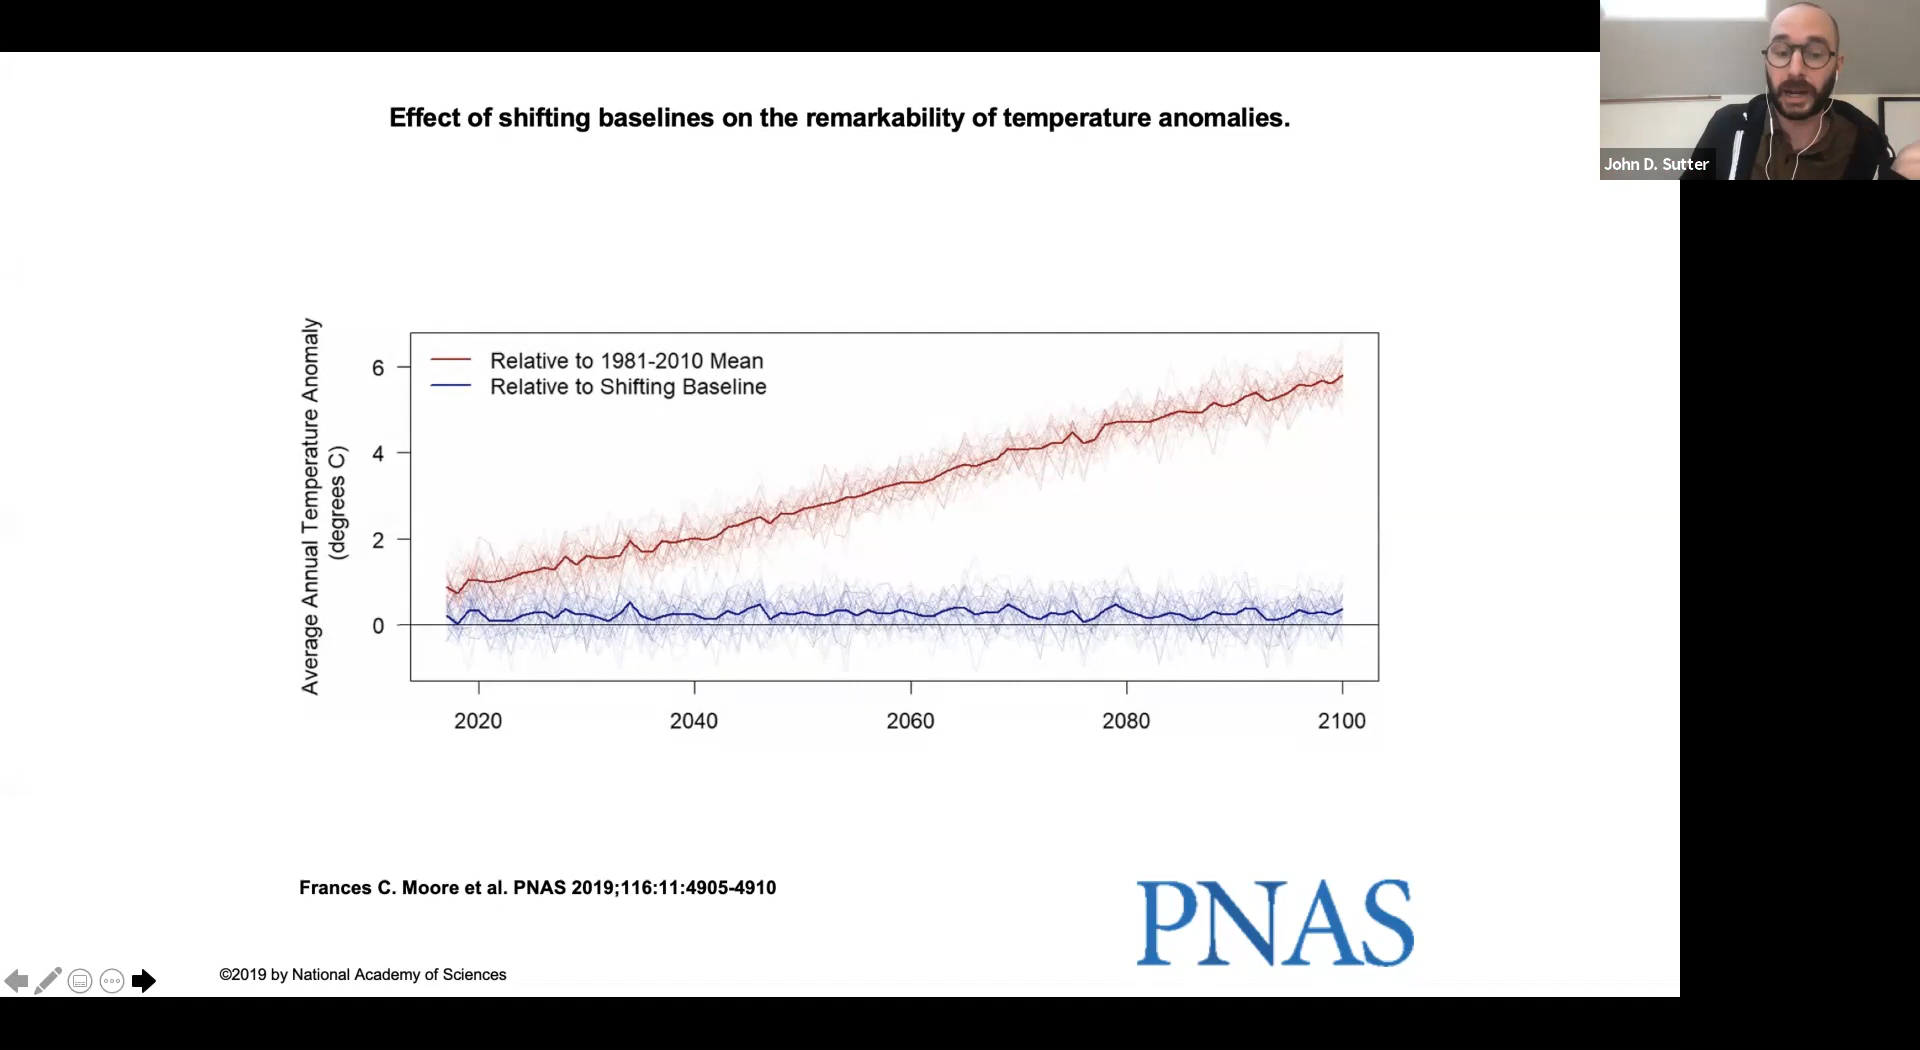 Effect of shifting baselines on the remarkability of temperature anomalies.
John D. Sutter
Average Annual Temperature Anomaly
(degrees C)
Relative to 1981-2010 Mean
Relative to Shifting Baseline
6
4
2
0
2020
2040
2060
2080
2100
Frances C. Moore et al. PNAS 2019;116:11:4905-4910
PNAS
©2019 by National Academy of Sciences